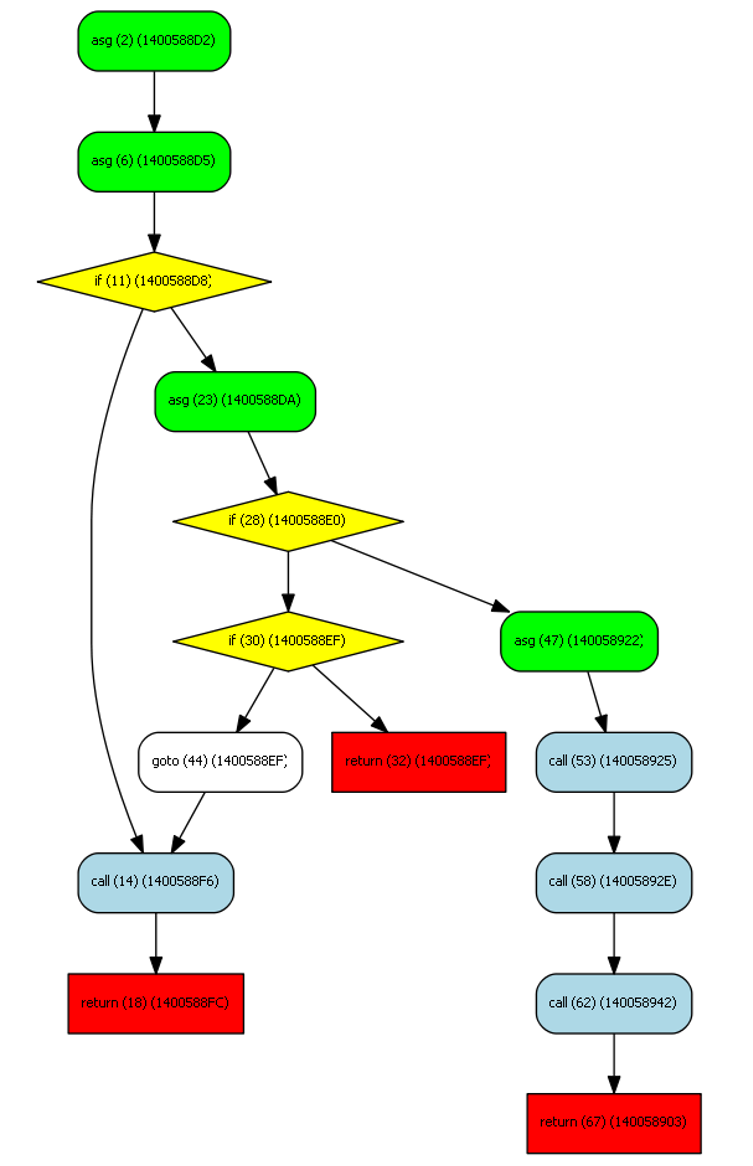 asg (2) (1400588D2)
asg (6) (1400588D5)
if (11) (1400588D8)
asg (23) (1400588DA)
if (28) (1400588E0)
if (30) (1400588EF)
asg (47) (140058922)
goto (44) (1400588EF)
return (32) (1400588EF)
call (53) (140058925)
call (14) (1400588F6)
call (58) (14005892E)
return (18) (1400588FC)
call (62) (140058942)
return (67) (140058903)